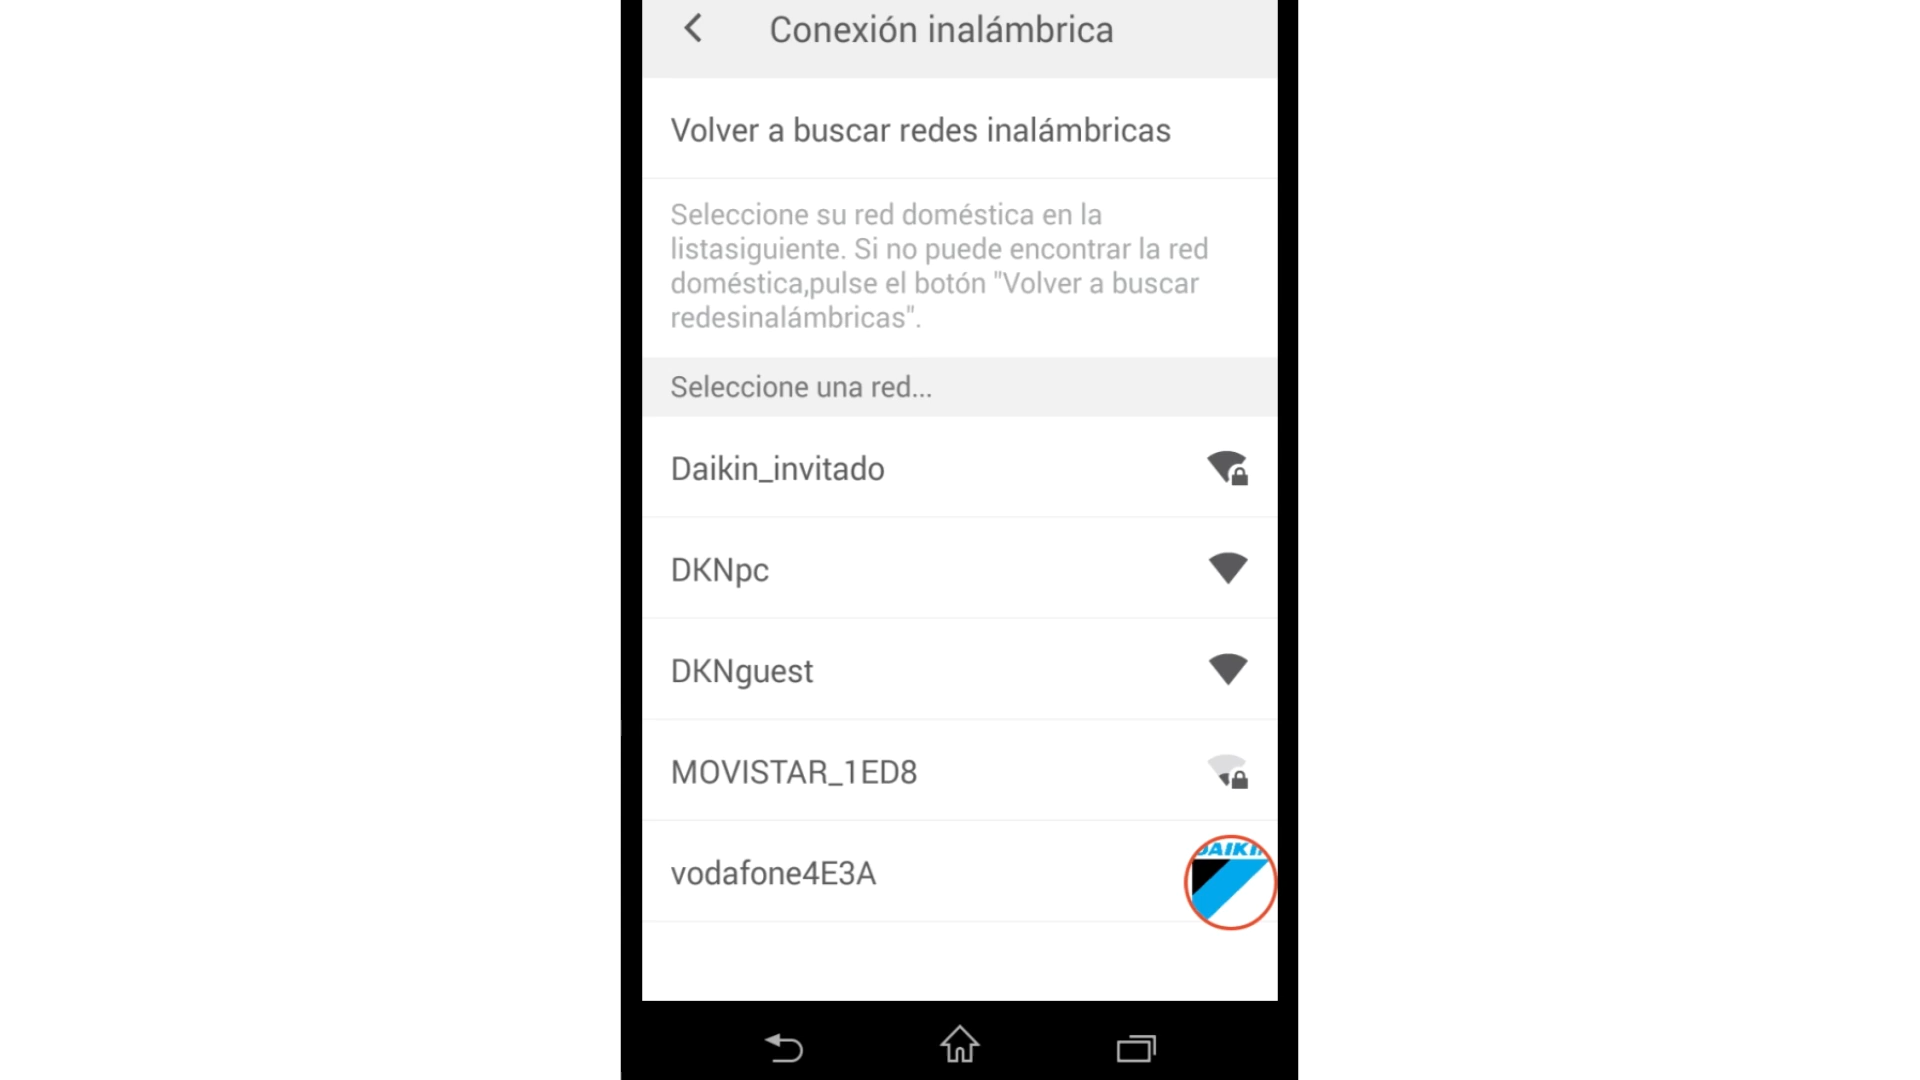 Conexión inalámbrica
Volver a buscar redes inalámbricas
Seleccione su red doméstica en la
listasiguiente. Si no puede encontrar la red
doméstica,pulse el botón "Volver a buscar
redesinalámbricas".
Seleccione una red...
Daikin_invitado
DKNpc
DKNguest
MOVISTAR_1ED8
vodafone4E3A
DAIKIN